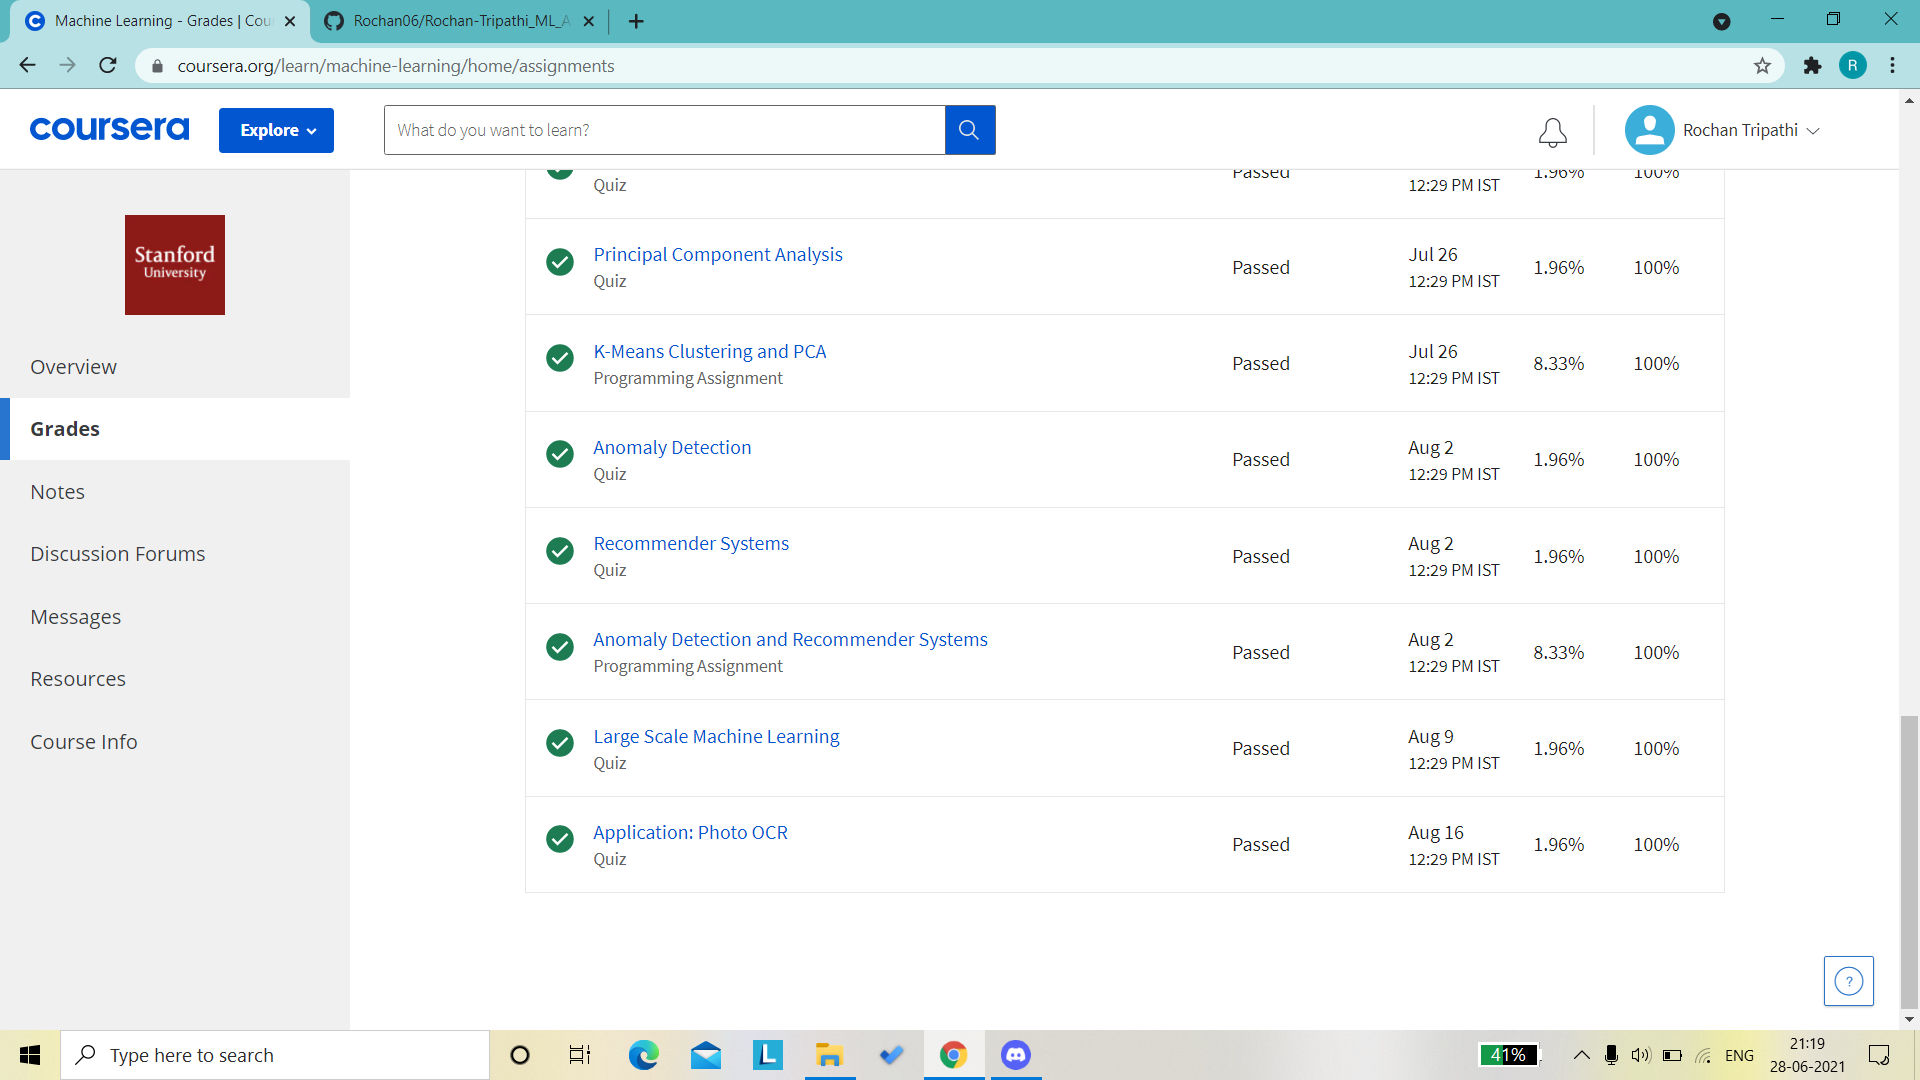 Machine Learning - Grades | Cou
Rochan06/Rochan-Tripathi_ML_A
coursera.org/learn/machine-learning/home/assignments
R
coursera
Explore
What do you want to learn?
Rochan Tripathi
Stanford
University
Overview
Grades
Notes
Discussion Forums
Messages
Resources
Course Info
Passed 1.96% 100%
Quiz 12:29 PM IST
Principal Component Analysis
Quiz
Passed
Jul 26
12:29 PM IST
1.96%
100%
K-Means Clustering and PCA
Programming Assignment
Passed
Jul 26
12:29 PM IST
8.33%
100%
Anomaly Detection
Quiz
Passed
Aug 2
12:29 PM IST
1.96%
100%
Recommender Systems
Quiz
Passed
Aug 2
12:29 PM IST
1.96%
100%
Anomaly Detection and Recommender Systems
Programming Assignment
Passed
Aug 2
12:29 PM IST
8.33%
100%
Large Scale Machine Learning
Quiz
Passed
Aug 9
12:29 PM IST
1.96%
100%
Application: Photo OCR
Quiz
Passed
Aug 16
12:29 PM IST
1.96%
100%
?
Type here to search
L
41%
ENG
21:19
28-06-2021